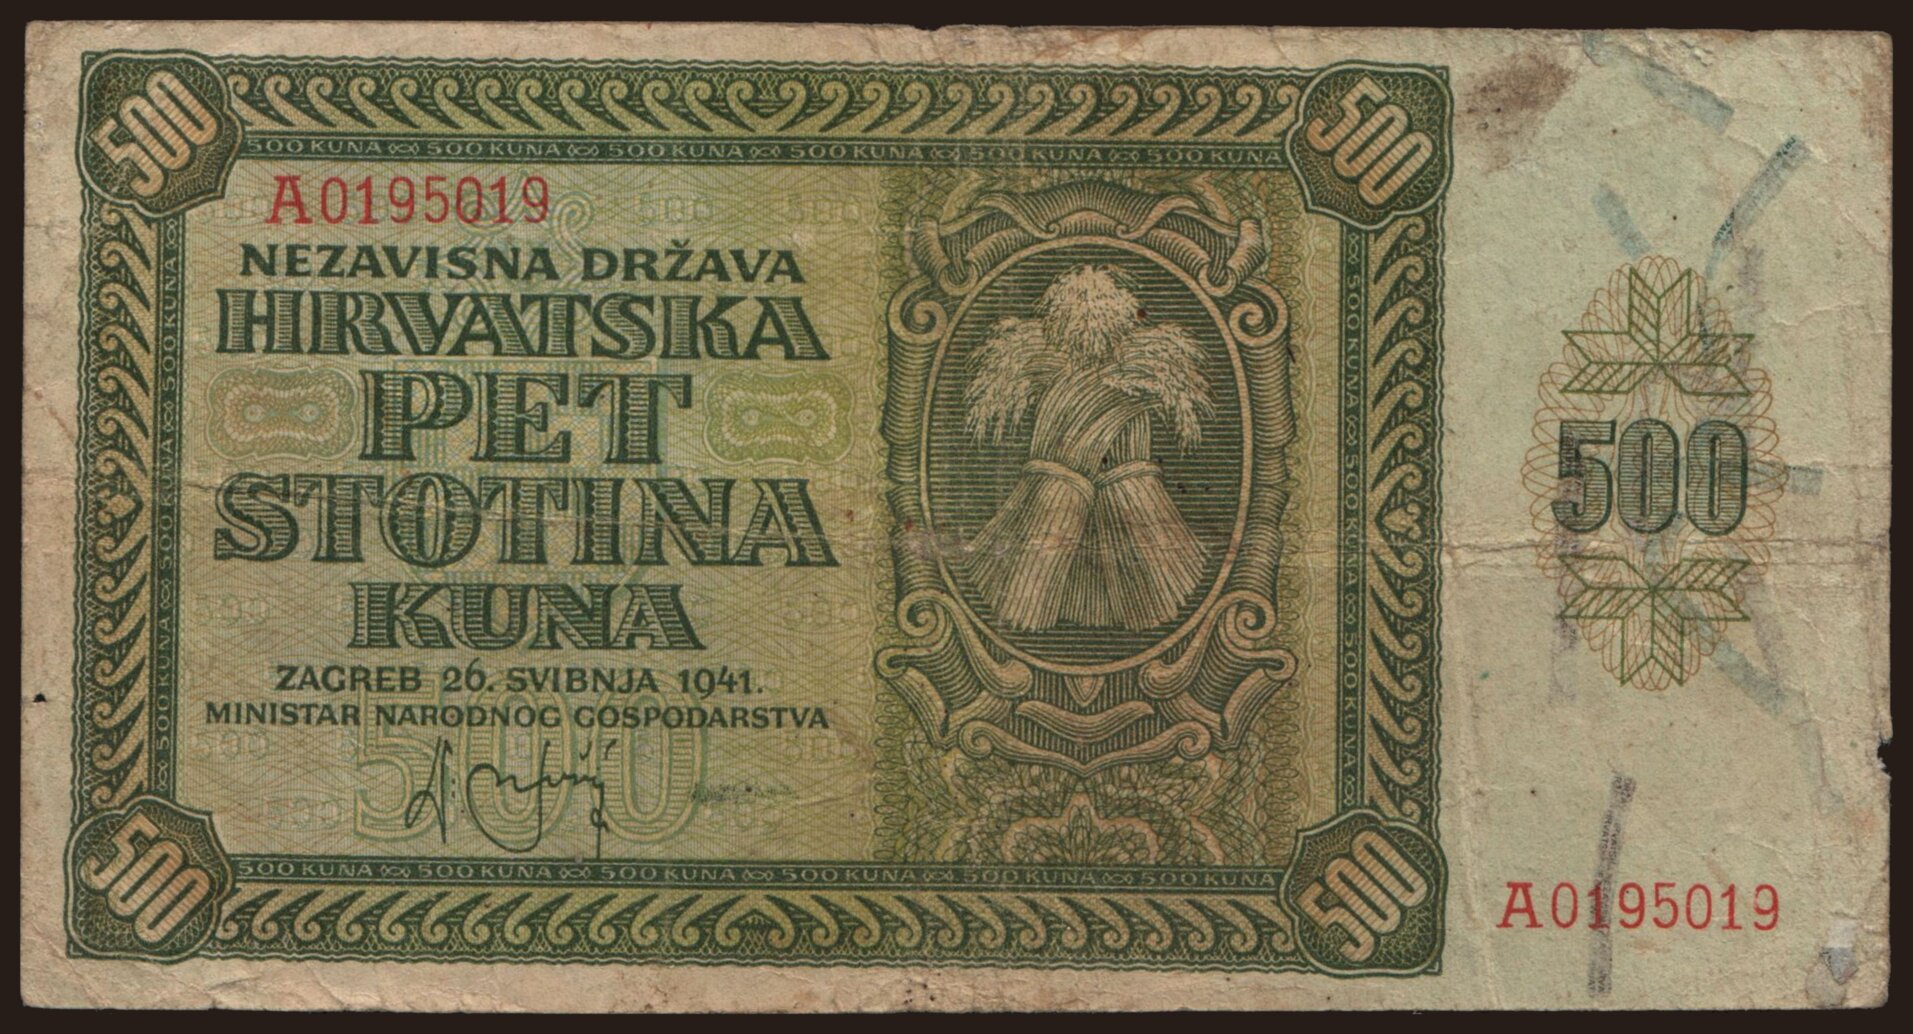 500 500
500 KUNA 500 KUNA 500 KUNA 500 KUNA 500 KUNA 500 KUNA
A0195019
NEZAVISNA DRŽAVA
HRVATSKA
PET
STOTINA
KUNA
ZAGREB 26. SVIBNJA 1941.
MINISTAR NARODNOG GOSPODARSTVA
500
500 KUNA 500 KUNA 500 KUNA 500 KUNA 500 KUNA 500 KUNA
500 500
500
A0195019